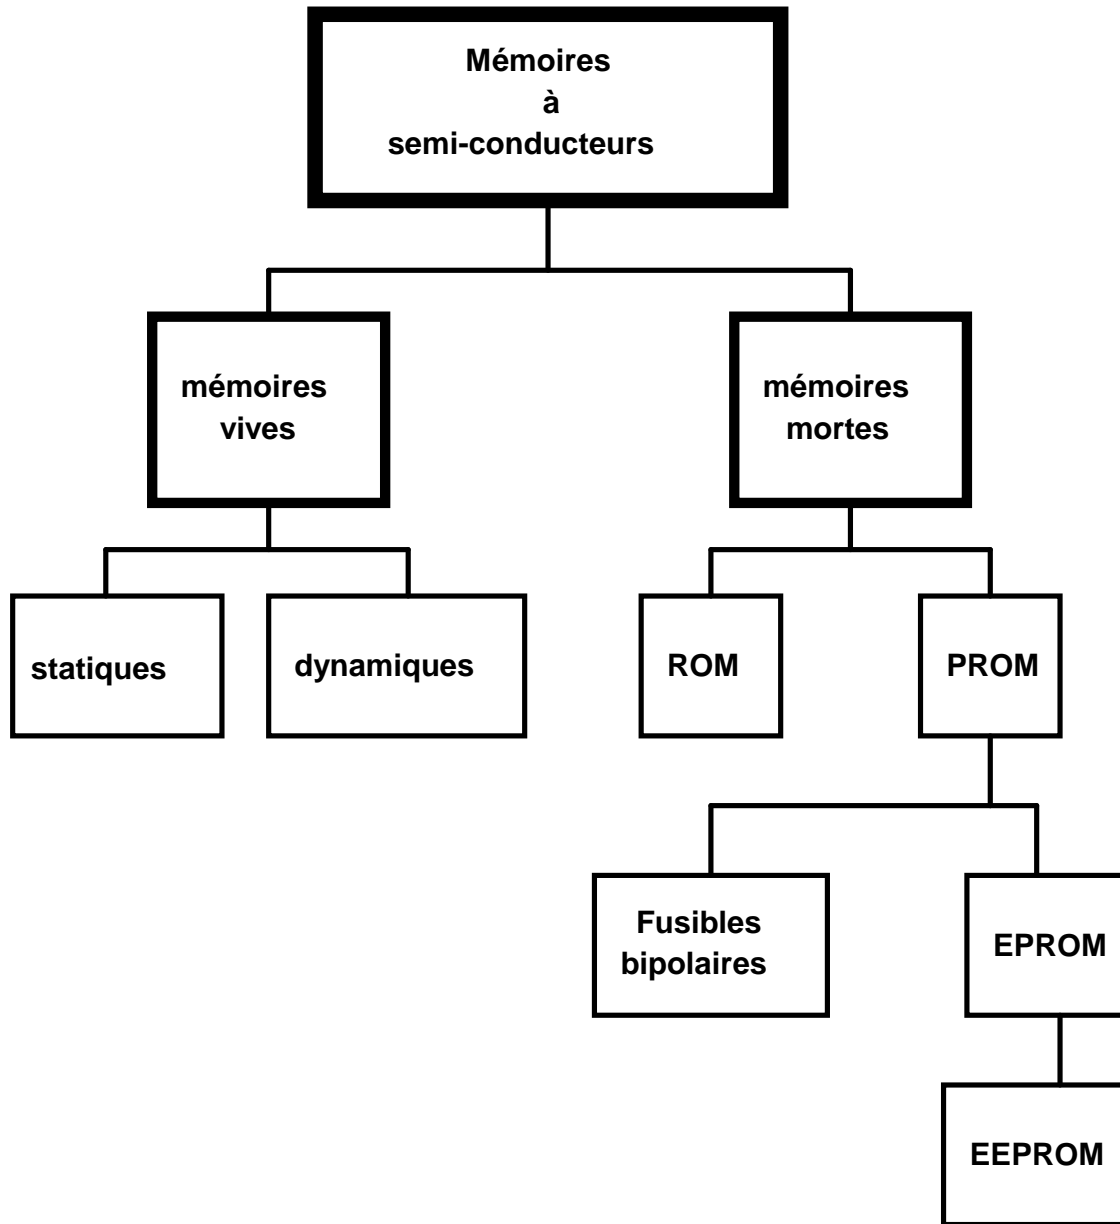 Mémoires
à
semi-conducteurs
mémoires
vives
mémoires
mortes
statiques
dynamiques
ROM
PROM
Fusibles
bipolaires
EPROM
EEPROM